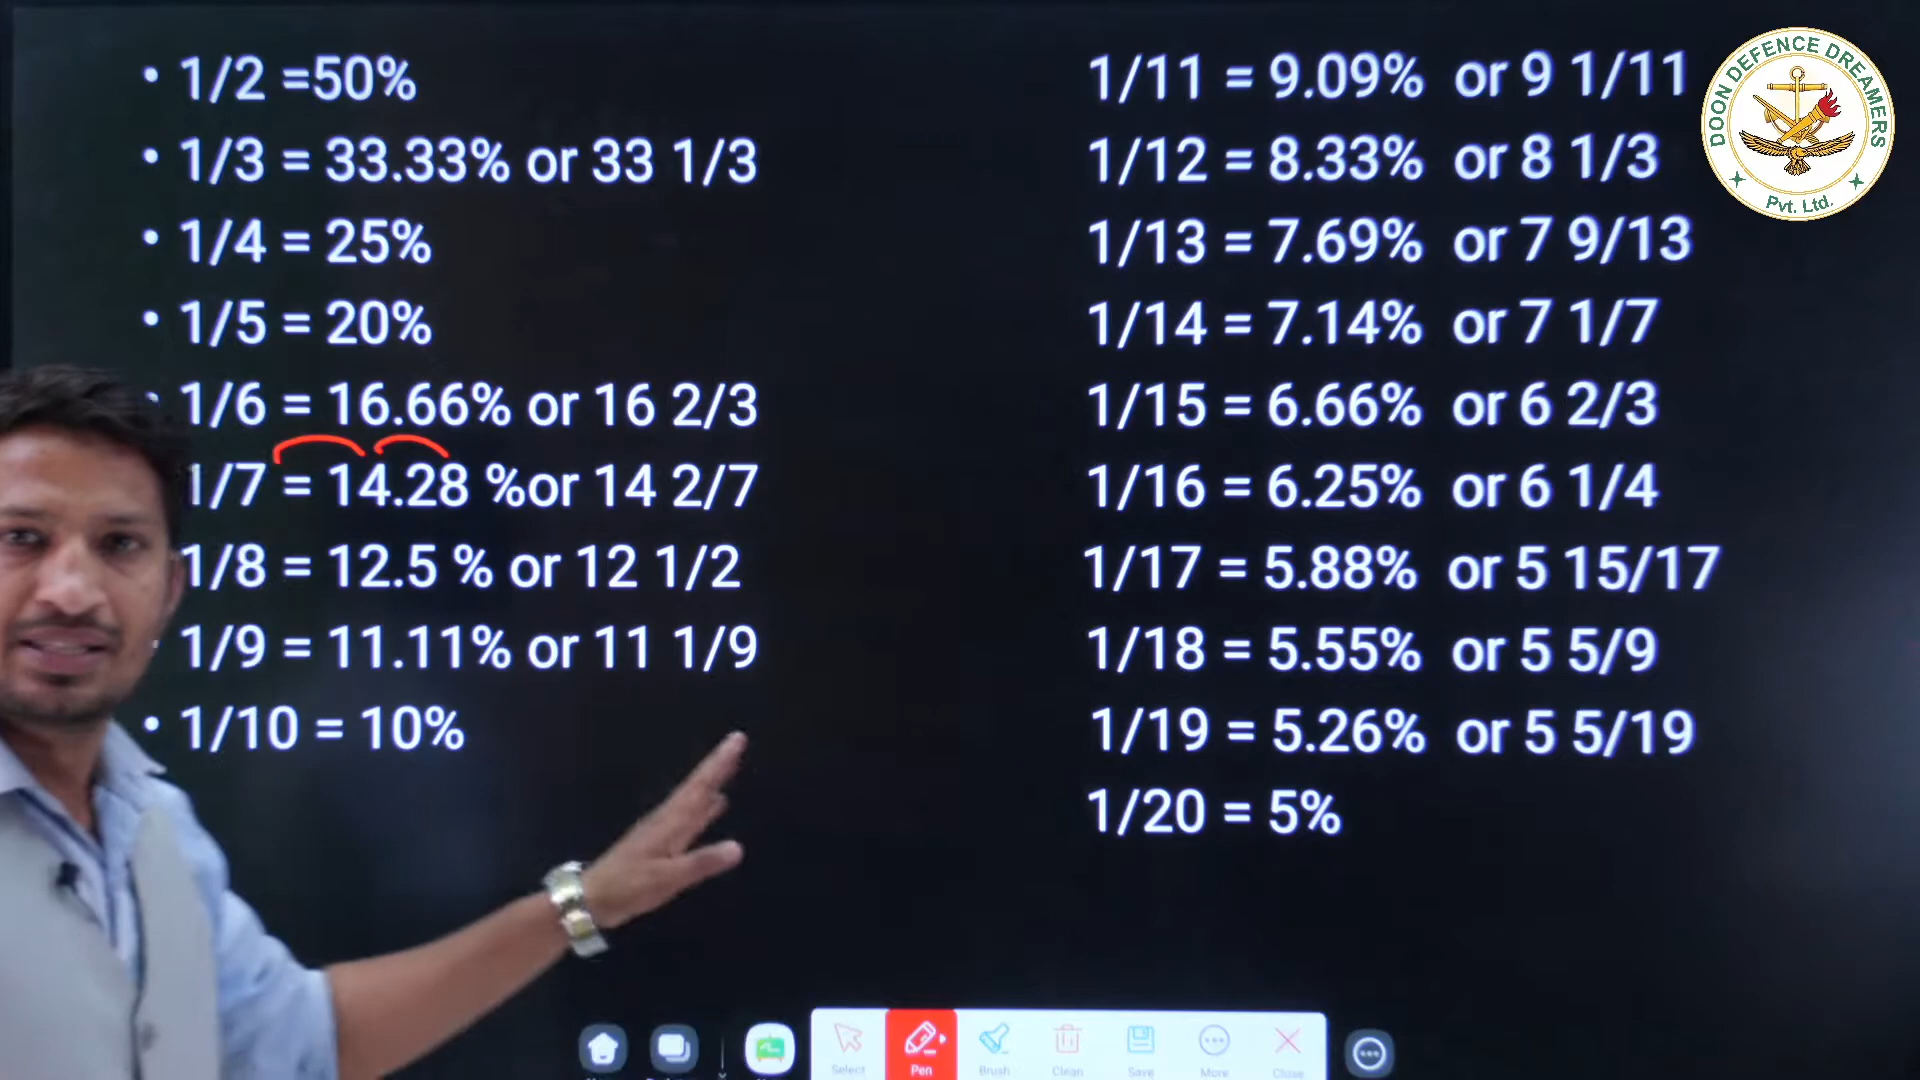 • 1/2 =50%
• 1/3 = 33.33% or 33 1/3
• 1/4 = 25%
• 1/5 = 20%
• 1/6 = 16.66% or 16 2/3
1/7 = 14.28 %or 14 2/7
1/8 = 12.5 % or 12 1/2
1/9 = 11.11% or 11 1/9
• 1/10 = 10%
1/11 = 9.09% or 9 1/11
1/12 = 8.33% or 8 1/3
1/13 = 7.69% or 7 9/13
1/14 = 7.14% or 7 1/7
1/15 = 6.66% or 6 2/3
1/16 = 6.25% or 6 1/4
1/17 = 5.88% or 5 15/17
1/18 = 5.55% or 5 5/9
1/19 = 5.26% or 5 5/19
1/20 = 5%
DOON DEFENCE DREAMERS
Pvt. Ltd.
Select Pen Brush Clean Save More Close